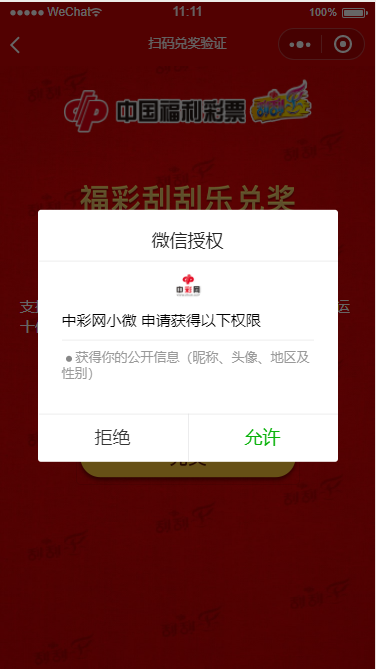 ●●●●● WeChat
11:11
100%
扫码兑奖验证
中国福利彩票
刮刮乐
福彩刮刮乐兑奖
微信授权
中彩网
中彩网小微 申请获得以下权限
● 获得你的公开信息（昵称、头像、地区及
性别）
拒绝
允许